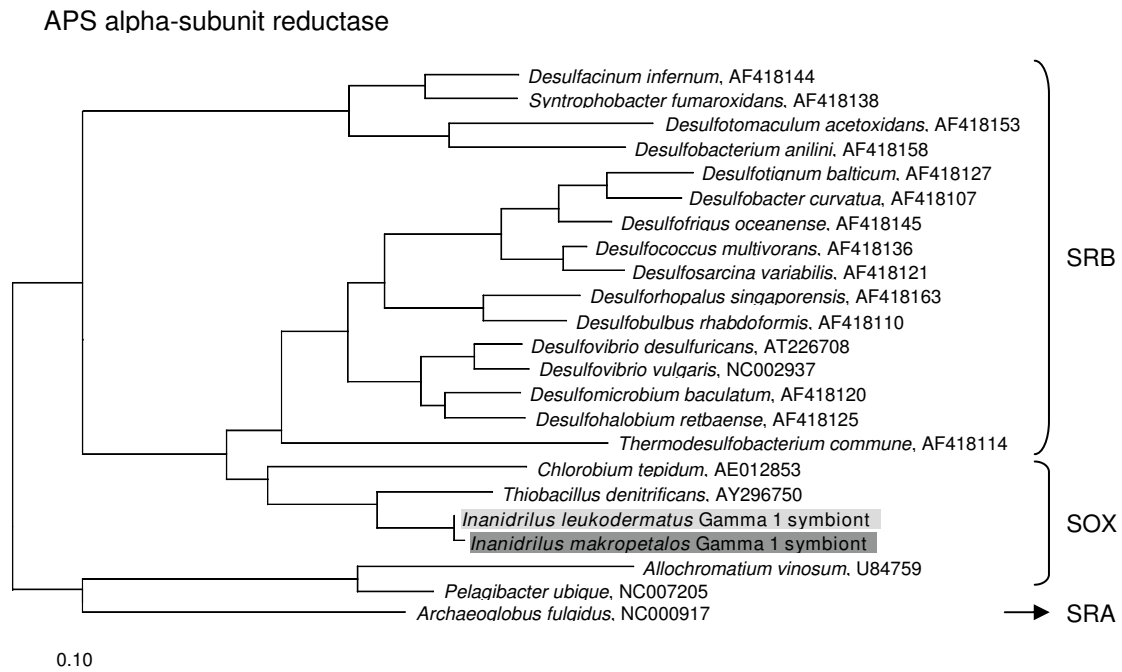 APS alpha-subunit reductase
Desulfacinum infernum, AF418144
Syntrophobacter fumaroxidans, AF418138
Desulfotomaculum acetoxidans, AF418153
Desulfobacterium anilini, AF418158
Desulfotignum balticum, AF418127
Desulfobacter curvatua, AF418107
Desulfofrigus oceanense, AF418145
Desulfococcus multivorans, AF418136
Desulfosarcina variabilis, AF418121
SRB
Desulforhopalus singaporensis, AF418163
Desulfobulbus rhabdoformis, AF418110
Desulfovibrio desulfuricans, AT226708
Desulfovibrio vulgaris, NC002937
Desulfomicrobium baculatum, AF418120
Desulfohalobium retbaense, AF418125
Thermodesulfobacterium commune, AF418114
Chlorobium tepidum, AE012853
Thiobacillus denitrificans, AY296750
Inanidrilus leukodermatus Gamma 1 symbiont
SOX
Inanidrilus makropetalos Gamma 1 symbiont
Allochromatium vinosum, U84759
Pelagibacter ubique, NC007205
Archaeoglobus fulgidus, NC000917
SRA
0.10